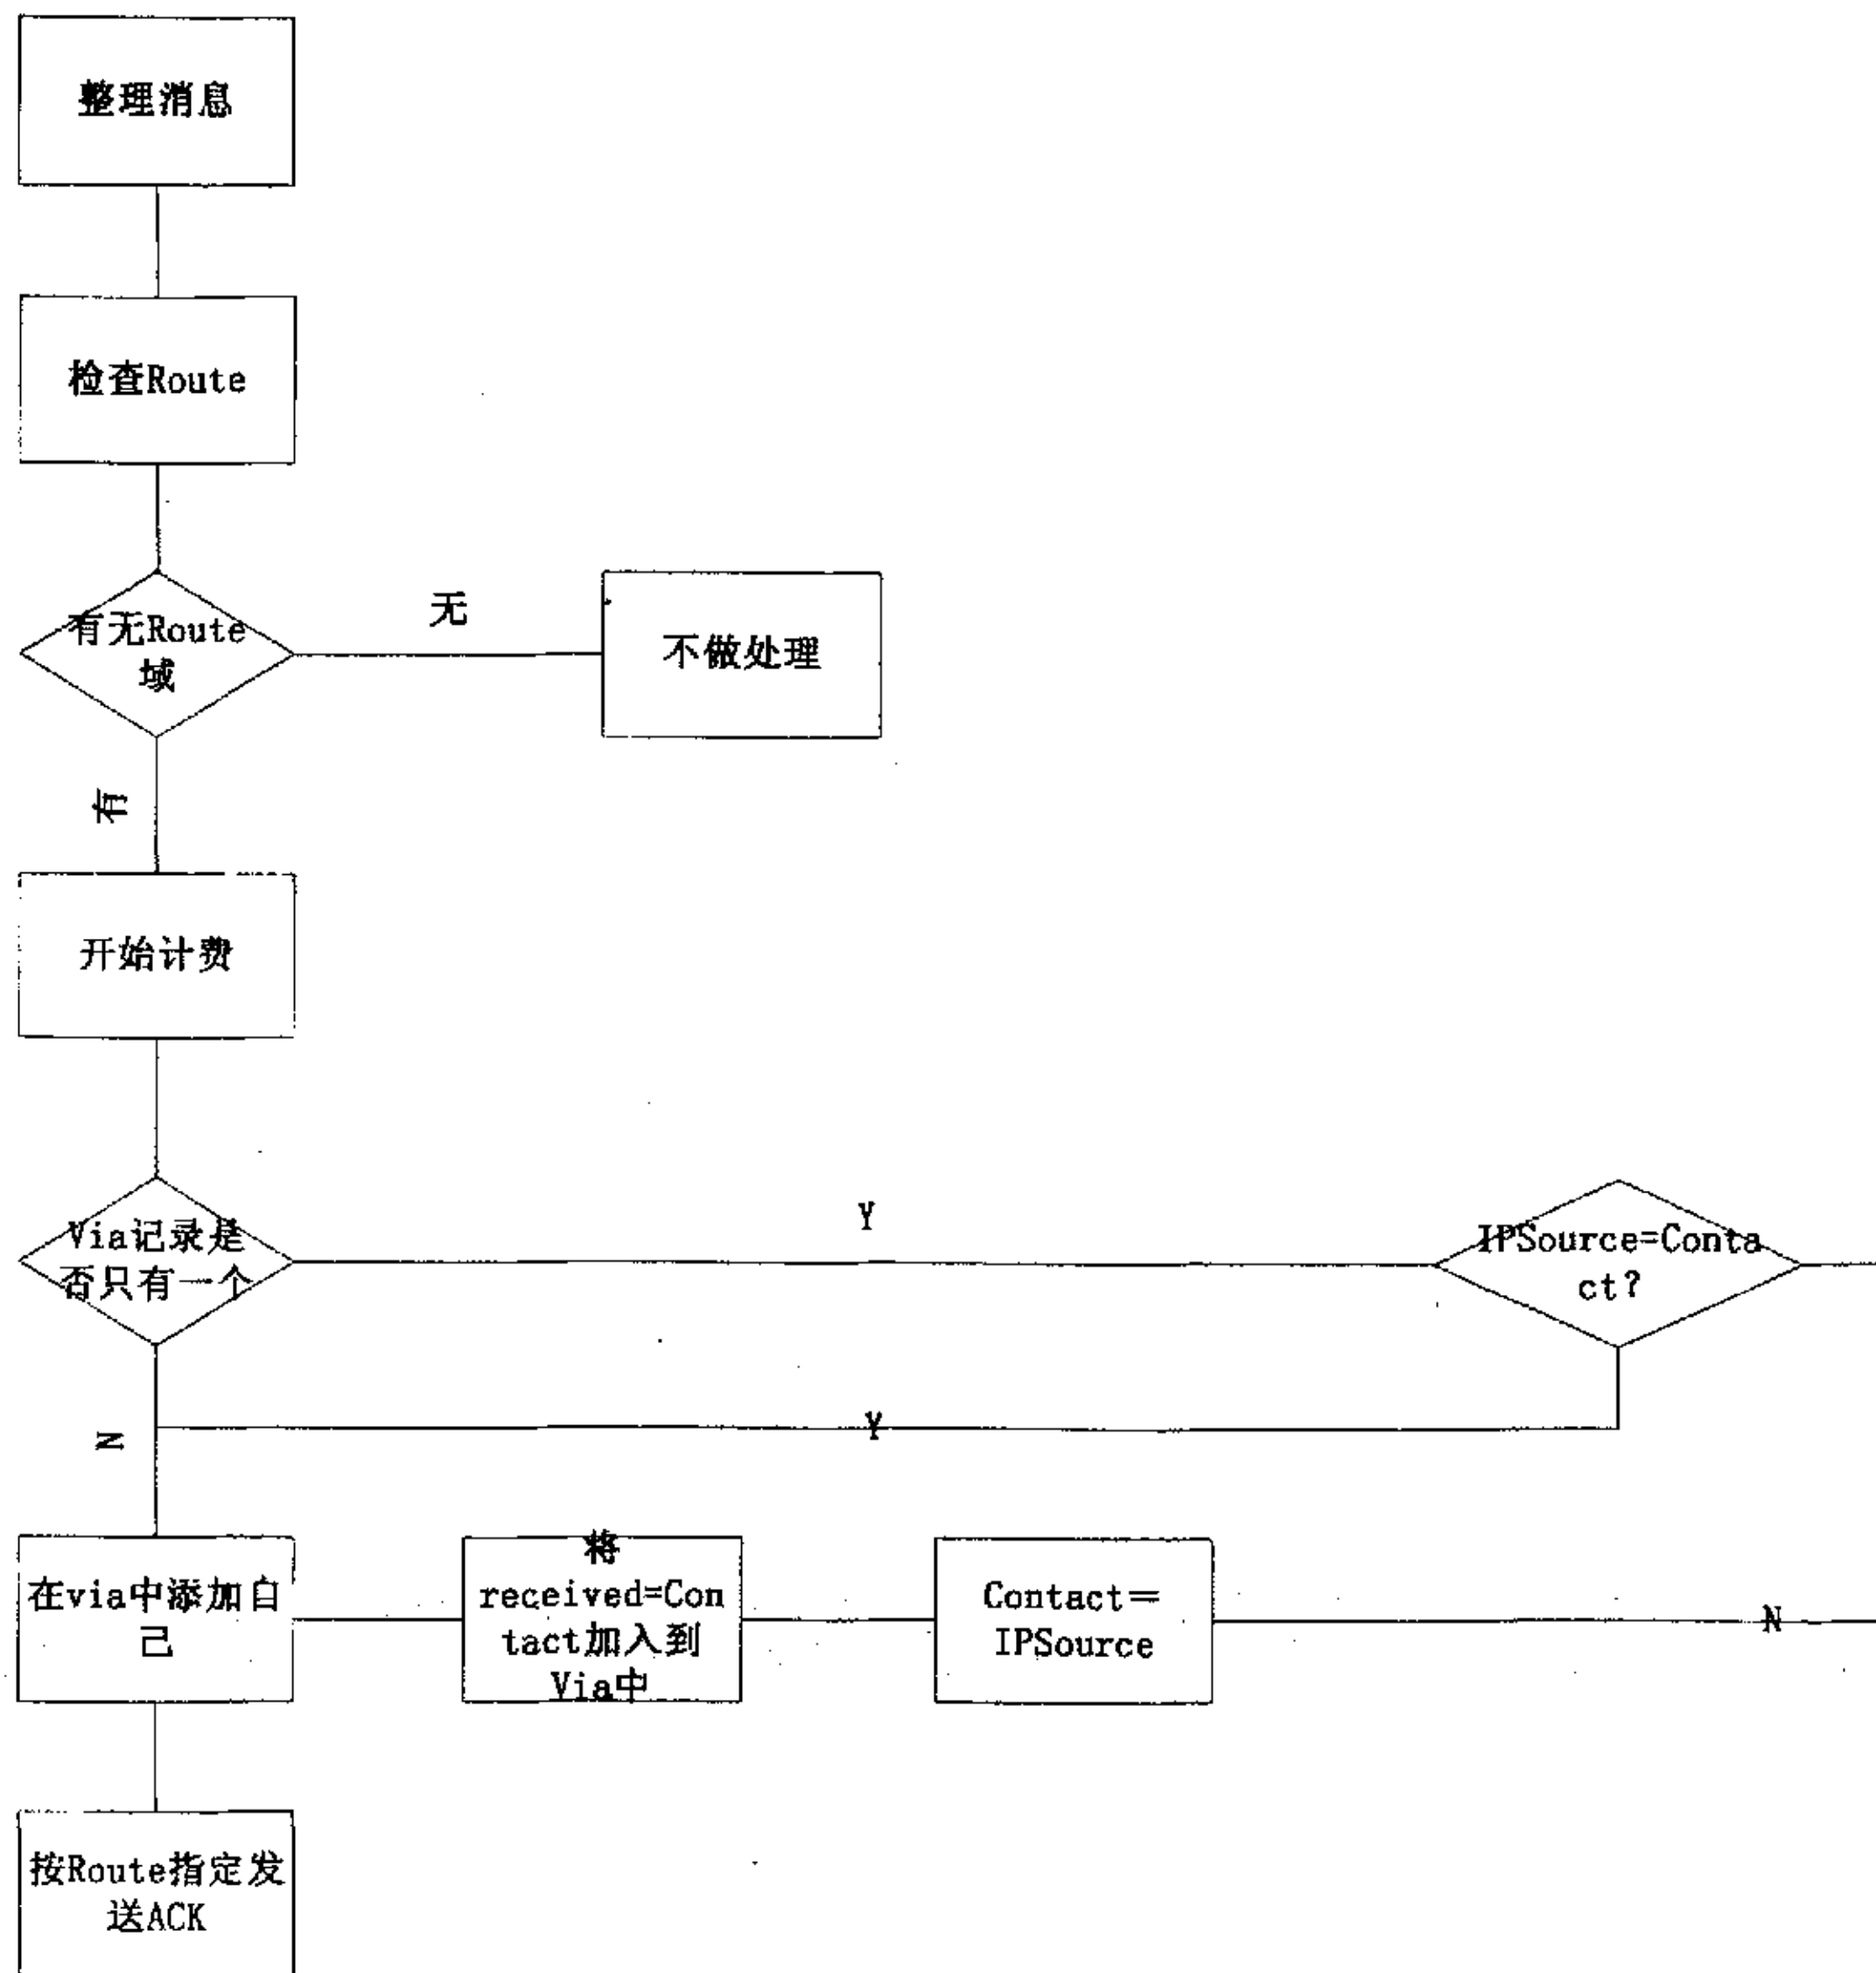 整理消息
检查Route
有无Route
域
无
不做处理
有
开始计费
Via记录是
否只有一个
Y
IPSource=Conta
ct?
Y
N
在via中添加自
己
将
received=Con
tact加入到
Via中
Contact=
IPSource
N
按Route指定发
送ACK